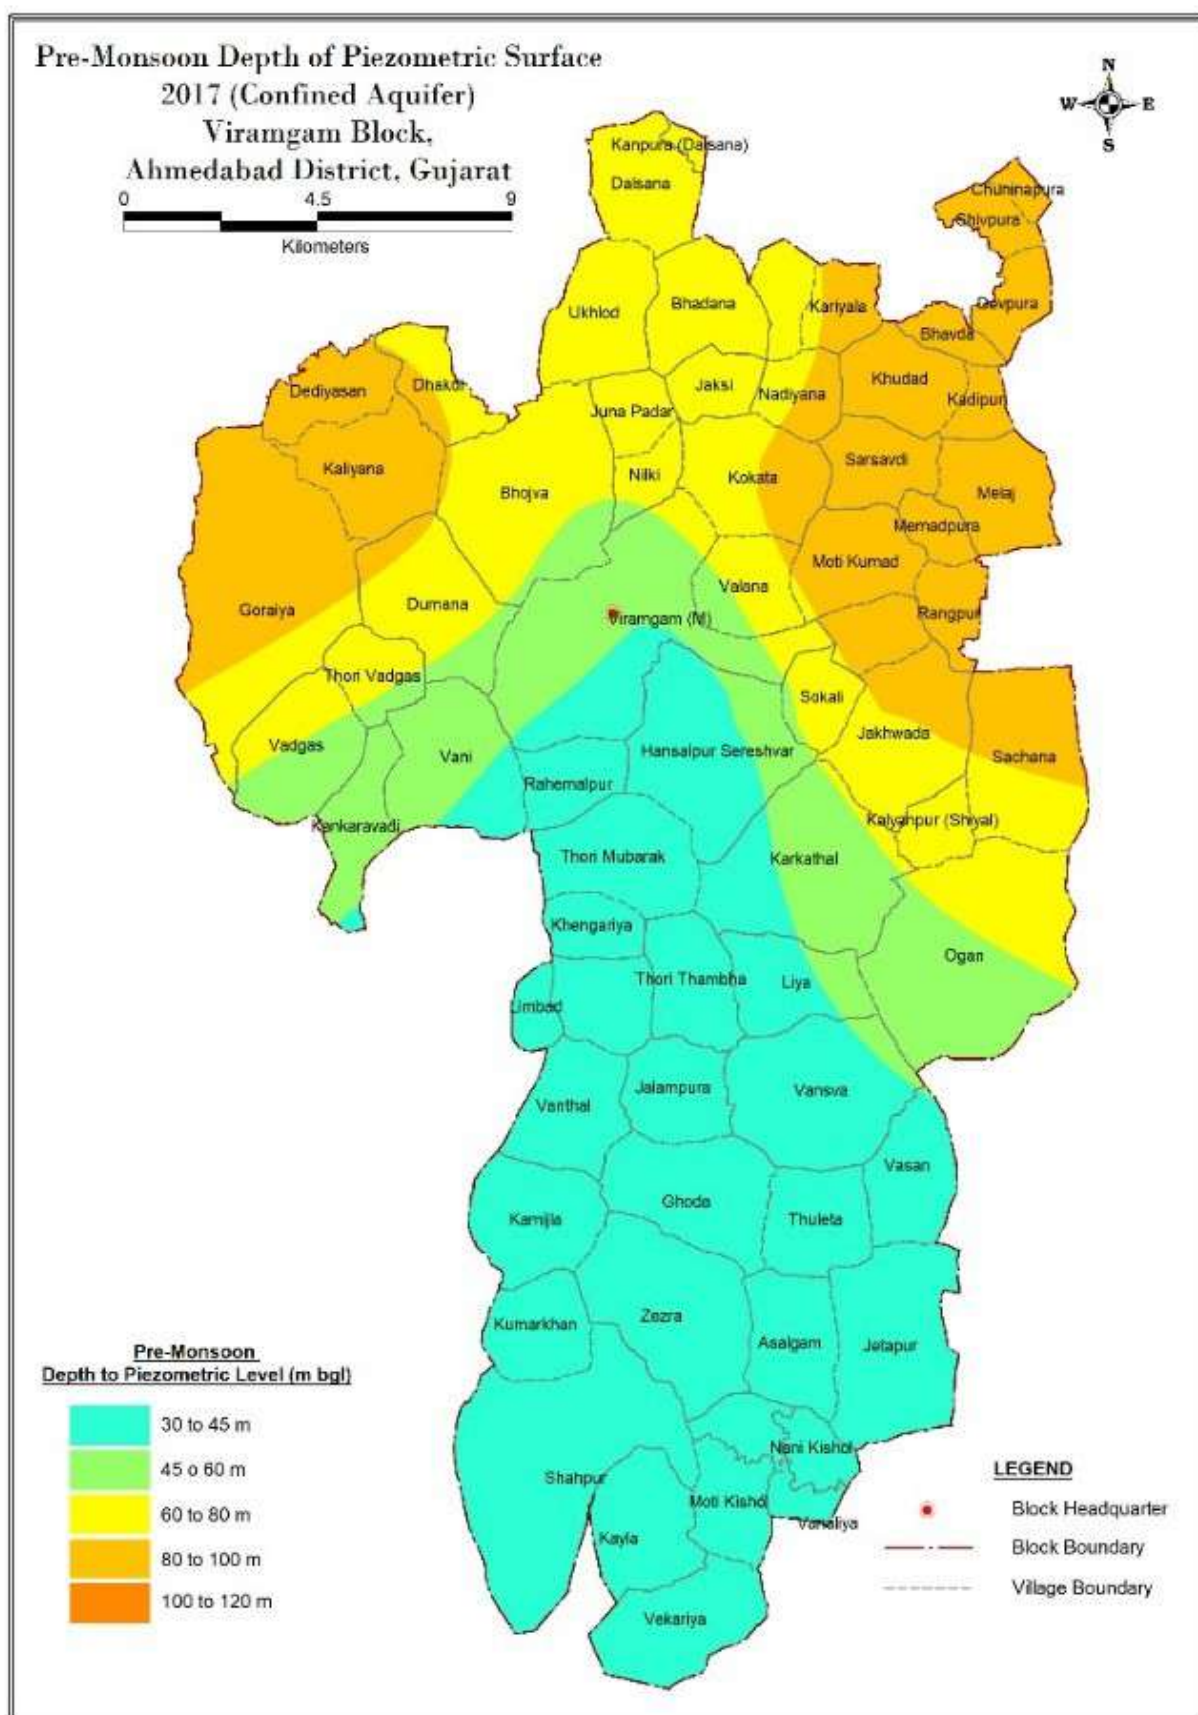 Pre-Monsoon Depth of Piezometric Surface
2017 (Confined Aquifer)
Viramgam Block,
Ahmedabad District, Gujarat
0 4.5 9
Kilometers
N
W E
S
Kanpura (Dalsana)
Dalsana
Chuninapura
Shivpura
Devpura
Ukhlod
Bhadana
Kariyala
Bhavda
Dediyasan
Dhakdi
Juna Padar
Jaksi
Nadiyana
Khudad
Kadipur
Kaliyana
Bhojva
Nilki
Kokata
Sarsavdi
Melaj
Memadpura
Moti Kumad
Goraiya
Dumana
Valana
Viramgam (M)
Rangpur
Thori Vadgas
Sokali
Vadgas
Vani
Hansalpur Sereshvar
Jakhwada
Sachana
Rahemalpur
Kankaravadi
Kalyanpur (Shiyal)
Thori Mubarak
Karkathal
Khengariya
Ogan
Limbad
Thori Thambha
Liya
Vanthal
Jalampura
Vansva
Vasan
Kamijla
Ghoda
Thuleta
Kumarkhan
Zezra
Asalgam
Jetapur
Nani Kishol
Shahpur
Moti Kishol
Vanaliya
Kayla
Vekariya
Pre-Monsoon
Depth to Piezometric Level (m bgl)
30 to 45 m
45 o 60 m
60 to 80 m
80 to 100 m
100 to 120 m
LEGEND
Block Headquarter
Block Boundary
Village Boundary